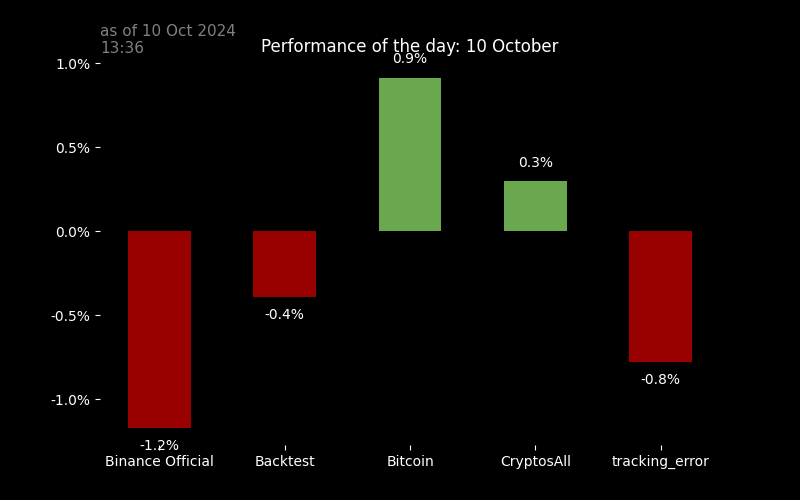 as of 10 Oct 2024
13:36
Performance of the day: 10 October
1.0%
0.9%
0.5%
0.3%
0.0%
-0.5%
-0.4%
-0.8%
-1.0%
-1.2%
Binance Official
Backtest
Bitcoin
CryptosAll
tracking_error